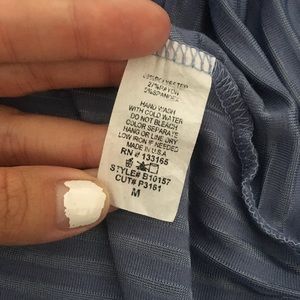 HAND WASH
WITH COLD WATER
DO NOT BLEACH
COLOR SEPARATE
HANG OR LINE DRY
LOW IRON IF NEEDED
MADE IN U.S.A
RN # 133165
STYLE# B10157
CUT# P3181
M